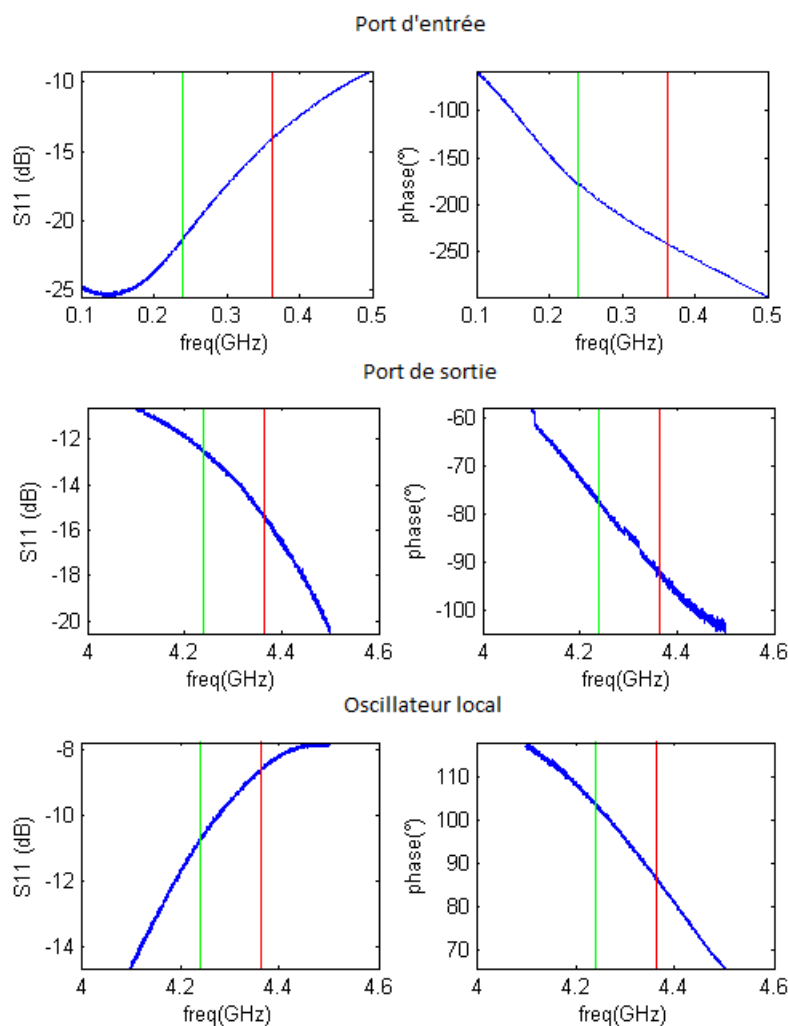 Port d'entrée
S11 (dB)
-10
-15
-20
-25
0.1 0.2 0.3 0.4 0.5
freq(GHz)
phase(°)
-100
-150
-200
-250
0.1 0.2 0.3 0.4 0.5
freq(GHz)
Port de sortie
S11 (dB)
-12
-14
-16
-18
-20
4 4.2 4.4 4.6
freq(GHz)
phase(°)
-60
-70
-80
-90
-100
4 4.2 4.4 4.6
freq(GHz)
Oscillateur local
S11 (dB)
-8
-10
-12
-14
4 4.2 4.4 4.6
freq(GHz)
phase(°)
110
100
90
80
70
4 4.2 4.4 4.6
freq(GHz)